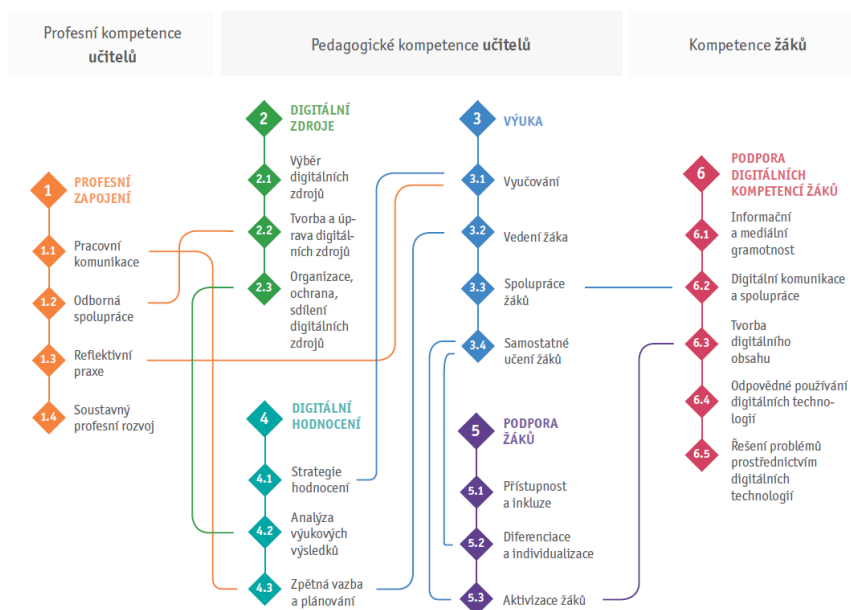 Profesní kompetence
učitelů
Pedagogické kompetence učitelů
Kompetence žáků
1
PROFESNÍ
ZAPOJENÍ
1.1
Pracovní
komunikace
1.2
Odborná
spolupráce
1.3
Reflektivní
praxe
1.4
Soustavný
profesní rozvoj
2
DIGITÁLNÍ
ZDROJE
2.1
Výběr
digitálních
zdrojů
2.2
Tvorba a úp-
rava digitál-
ních zdrojů
2.3
Organizace,
ochrana,
sdílení
digitálních
zdrojů
4
DIGITÁLNÍ
HODNOCENÍ
4.1
Strategie
hodnocení
4.2
Analýza
výukových
výsledků
4.3
Zpětná vazba
a plánování
3
VÝUKA
3.1
Vyučování
3.2
Vedení žáka
3.3
Spolupráce
žáků
3.4
Samostatné
učení žáků
5
PODPORA
ŽÁKŮ
5.1
Přístupnost
a inkluze
5.2
Diferenciace
a individualizace
5.3
Aktivizace žáků
6
PODPORA
DIGITÁLNÍCH
KOMPETENCÍ ŽÁKŮ
6.1
Informační
a mediální
gramotnost
6.2
Digitální komunikace
a spolupráce
6.3
Tvorba
digitálního
obsahu
6.4
Odpovědné používání
digitálních techno-
logií
6.5
Řešení problémů
prostřednictvím
digitálních
technologií